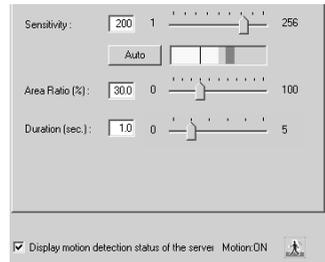 Sensitivity : 200 1 256
Auto
Area Ratio (%) : 30.0 0 100
Duration (sec.) : 1.0 0 5
Display motion detection status of the server Motion:ON